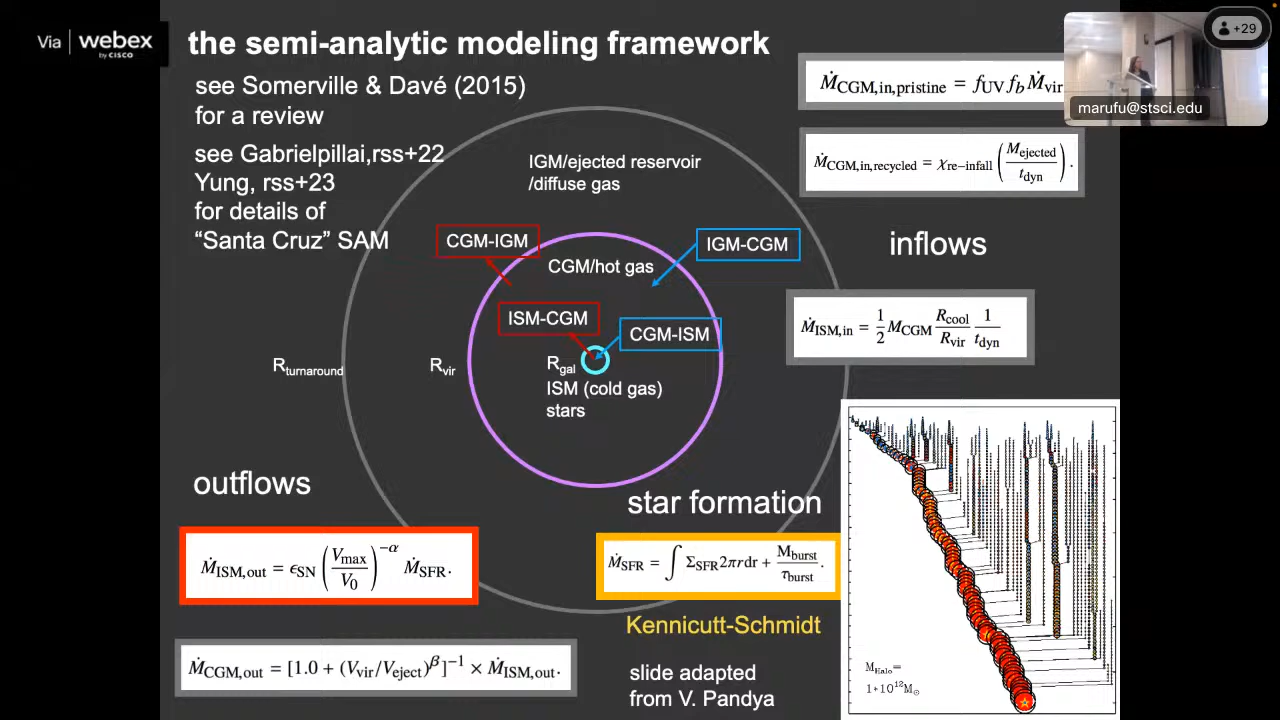 Via | webex
by CISCO
+29
marufu@stsci.edu
the semi-analytic modeling framework
see Somerville & Davé (2015)
for a review
see Gabrielpillai,rss+22
Yung, rss+23
for details of
“Santa Cruz” SAM
Ṁ_CGM,in,pristine = f_UV f_b Ṁ_vir
Ṁ_CGM,in,recycled = χ_re−infall (M_ejected / t_dyn).
IGM/ejected reservoir
/diffuse gas
CGM-IGM
IGM-CGM
inflows
CGM/hot gas
ISM-CGM
CGM-ISM
Ṁ_ISM,in = 1/2 M_CGM R_cool/R_vir 1/t_dyn
R_turnaround
R_vir
R_gal
ISM (cold gas)
stars
outflows
star formation
Ṁ_ISM,out = ϵ_SN (V_max / V_0)^−α Ṁ_SFR.
Ṁ_SFR = ∫ Σ_SFR 2πrdr + M_burst/τ_burst.
Kennicutt-Schmidt
Ṁ_CGM,out = [1.0 + (V_vir/V_eject)^β]^−1 × Ṁ_ISM,out.
slide adapted
from V. Pandya
M_Halo=
1*10^12 M_⊙